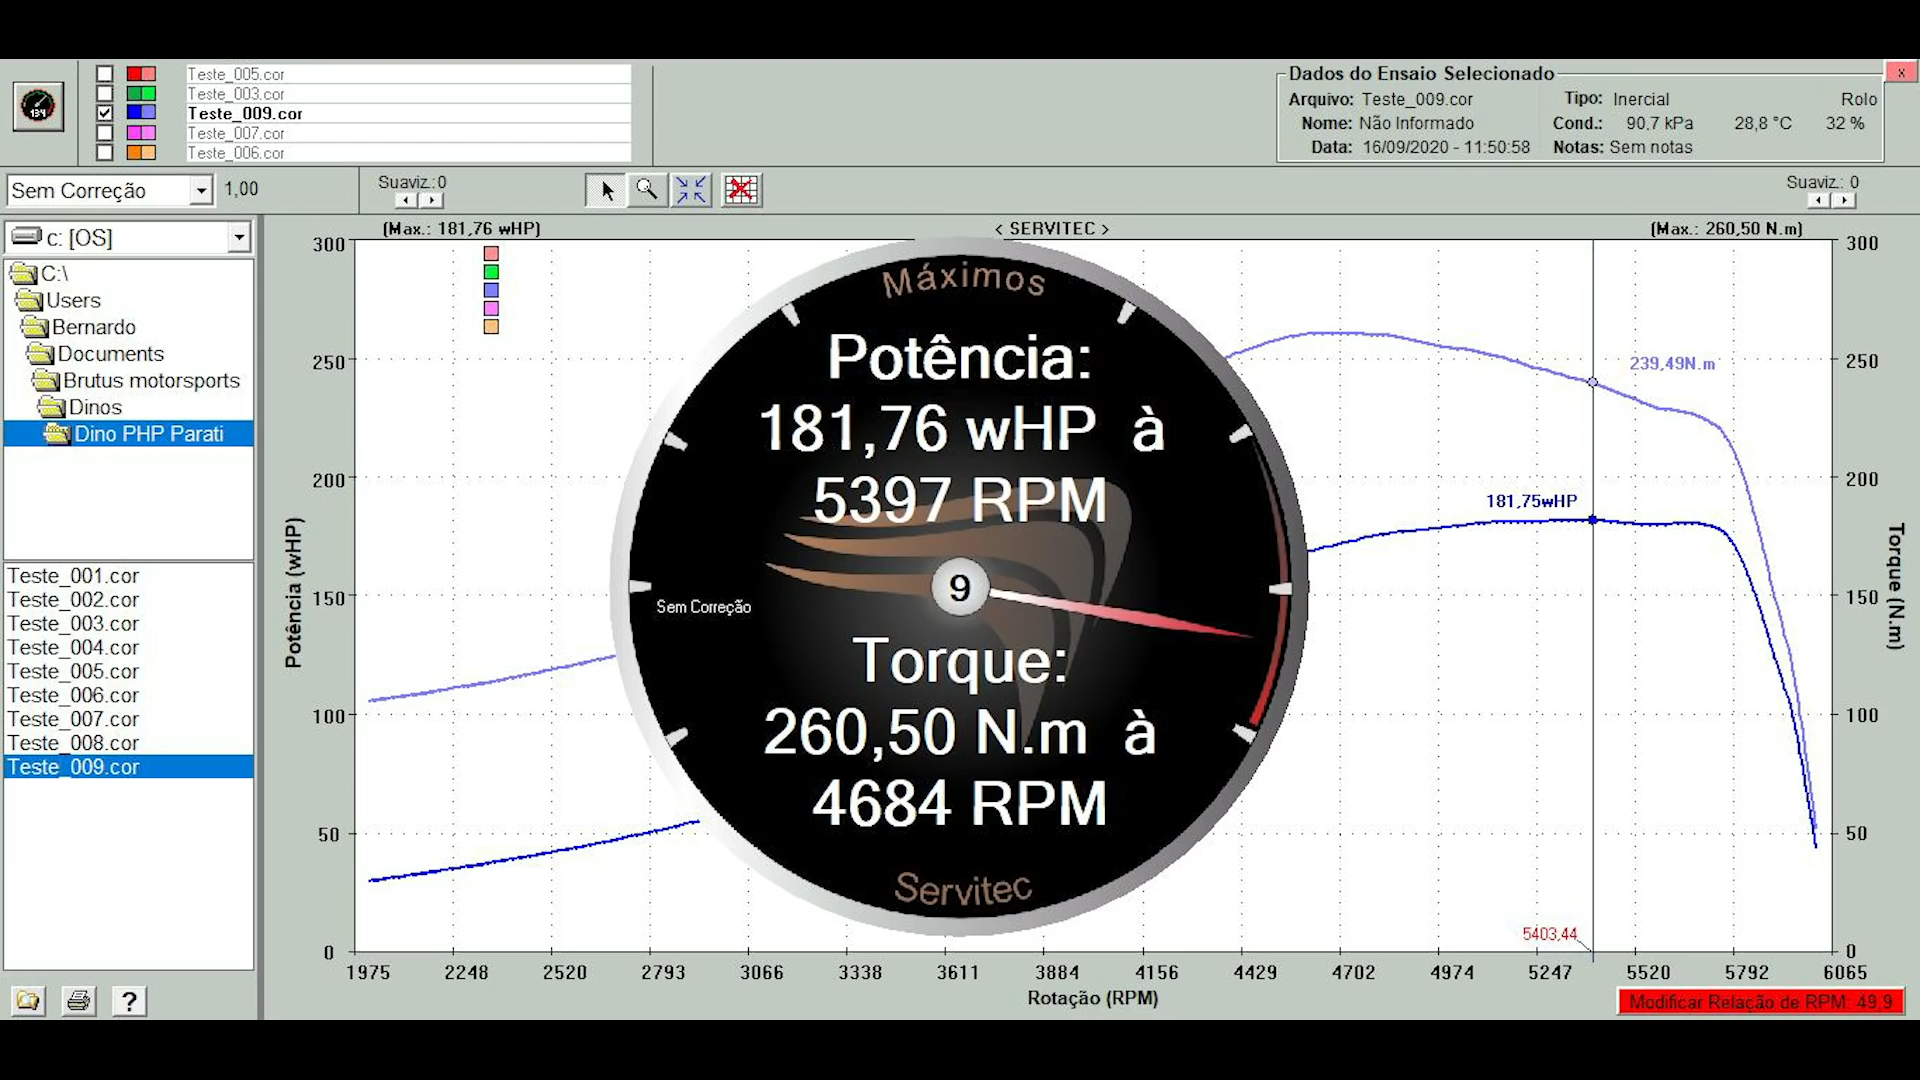 Teste_005.cor
Teste_003.cor
Teste_009.cor
Teste_007.cor
Teste_006.cor
Dados do Ensaio Selecionado
x
Arquivo: Teste_009.cor Tipo: Inercial Rolo
Nome: Não Informado Cond.: 90,7 kPa 28,8 °C 32 %
Data: 16/09/2020 - 11:50:58 Notas: Sem notas
Sem Correção 1,00
Suaviz.:0
Suaviz.: 0
c: [OS]
C:\
Users
Bernardo
Documents
Brutus motorsports
Dinos
Dino PHP Parati
Teste_001.cor
Teste_002.cor
Teste_003.cor
Teste_004.cor
Teste_005.cor
Teste_006.cor
Teste_007.cor
Teste_008.cor
Teste_009.cor
?
(Max.: 181,76 wHP) < SERVITEC > (Max.: 260,50 N.m)
300
250
200
150
100
50
0
Potência (wHP)
Máximos
Potência:
181,76 wHP à
5397 RPM
9
Sem Correção
Torque:
260,50 N.m à
4684 RPM
Servitec
239,49N.m
181,75wHP
5403,44
300
250
200
150
100
50
0
Torque (N.m)
1975 2248 2520 2793 3066 3338 3611 3884 4156 4429 4702 4974 5247 5520 5792 6065
Rotação (RPM)
Modificar Relação de RPM: 49,9